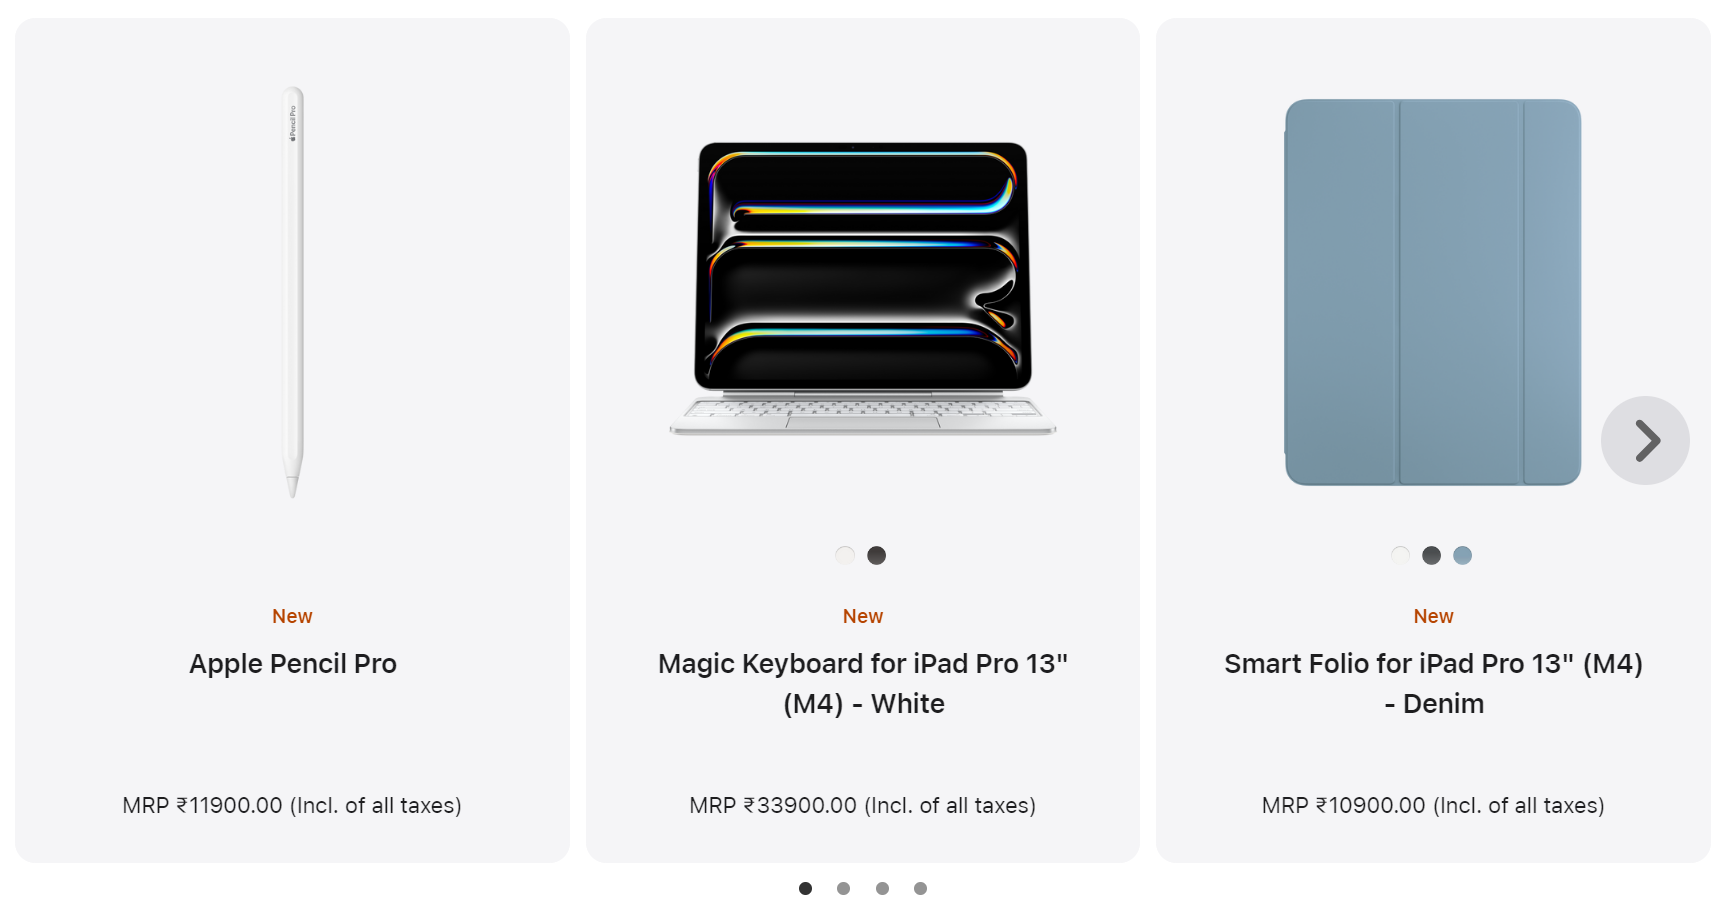 Pencil Pro
New
Apple Pencil Pro
MRP ₹11900.00 (Incl. of all taxes)
New
Magic Keyboard for iPad Pro 13"
(M4) - White
MRP ₹33900.00 (Incl. of all taxes)
New
Smart Folio for iPad Pro 13" (M4)
- Denim
MRP ₹10900.00 (Incl. of all taxes)